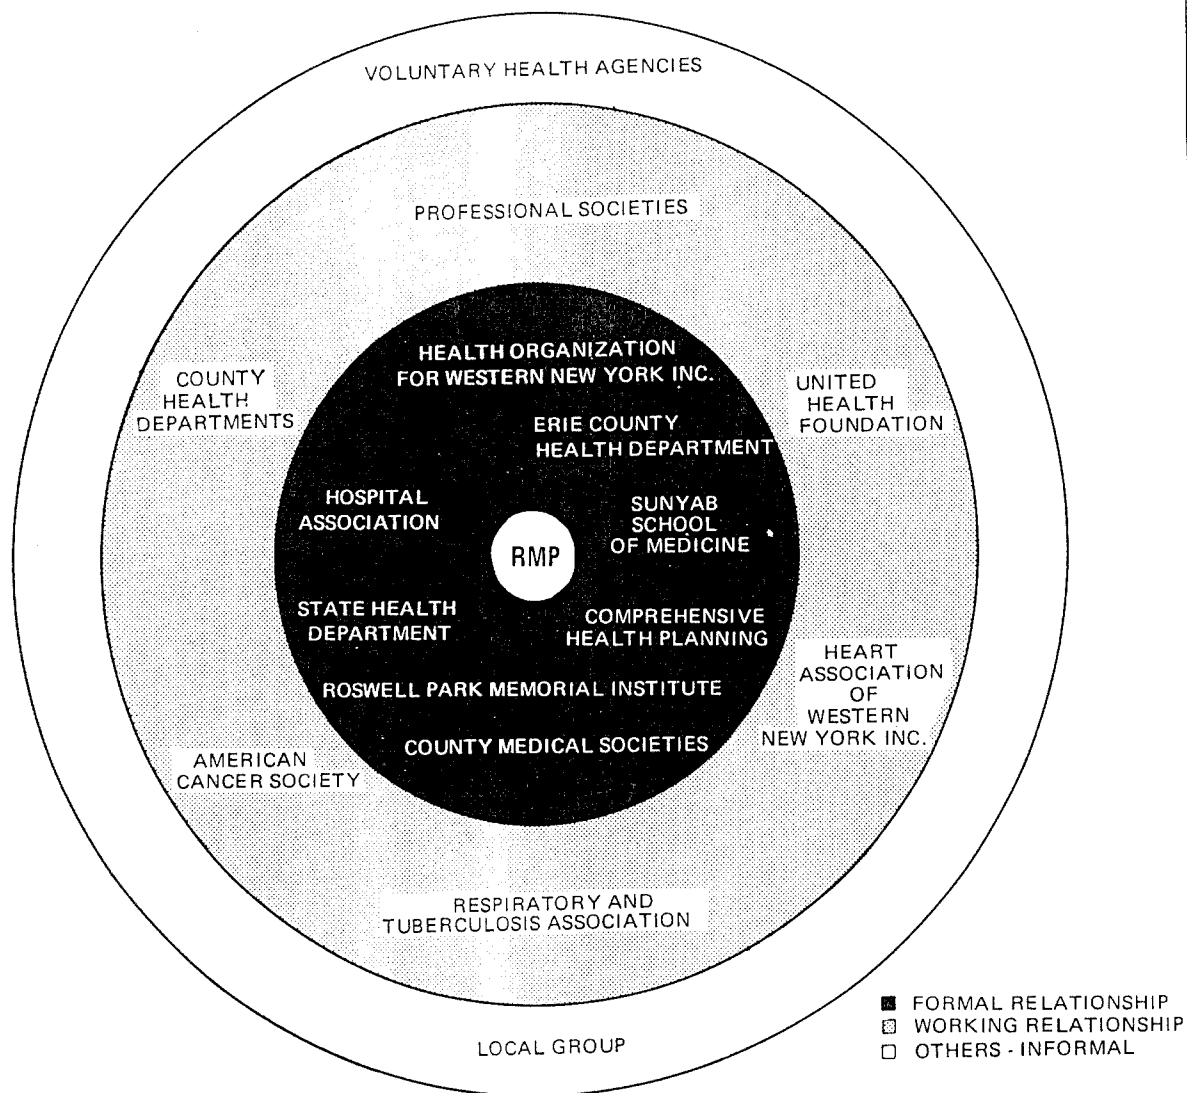 VOLUNTARY HEALTH AGENCIES
PROFESSIONAL SOCIETIES
HEALTH ORGANIZATION
FOR WESTERN NEW YORK INC.
COUNTY
HEALTH
DEPARTMENTS
UNITED
HEALTH
FOUNDATION
ERIE COUNTY
HEALTH DEPARTMENT
HOSPITAL
ASSOCIATION
SUNYAB
SCHOOL
OF MEDICINE
RMP
STATE HEALTH
DEPARTMENT
COMPREHENSIVE
HEALTH PLANNING
HEART
ASSOCIATION
OF
WESTERN
NEW YORK INC.
ROSWELL PARK MEMORIAL INSTITUTE
COUNTY MEDICAL SOCIETIES
AMERICAN
CANCER SOCIETY
RESPIRATORY AND
TUBERCULOSIS ASSOCIATION
LOCAL GROUP
FORMAL RELATIONSHIP
WORKING RELATIONSHIP
OTHERS - INFORMAL